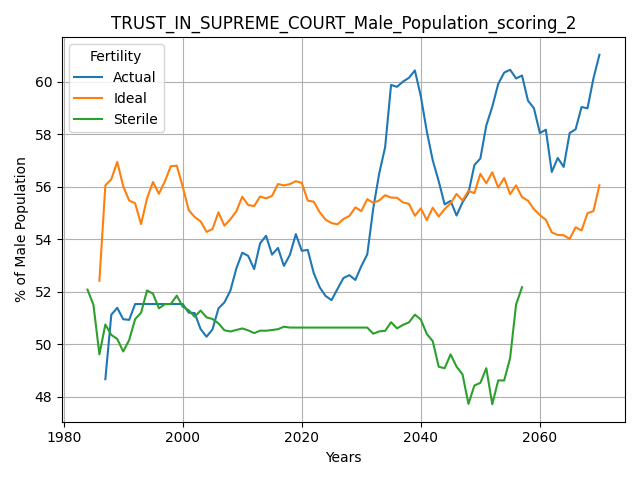 TRUST_IN_SUPREME_COURT_Male_Population_scoring_2
Fertility
Actual
Ideal
Sterile
% of Male Population
60
58
56
54
52
50
48
1980
2000
2020
2040
2060
Years